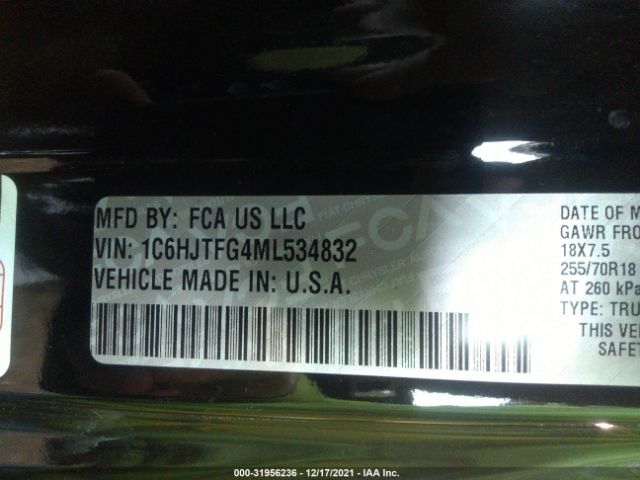 MFD BY: FCA US LLC
VIN: 1C6HJTFG4ML534832
VEHICLE MADE IN: U.S.A.
DATE OF M
GAWR FRO
18X7.5
255/70R18
AT 260 kPa
TYPE: TRU
THIS VE
SAFET
000-31956236 - 12/17/2021 - IAA Inc.